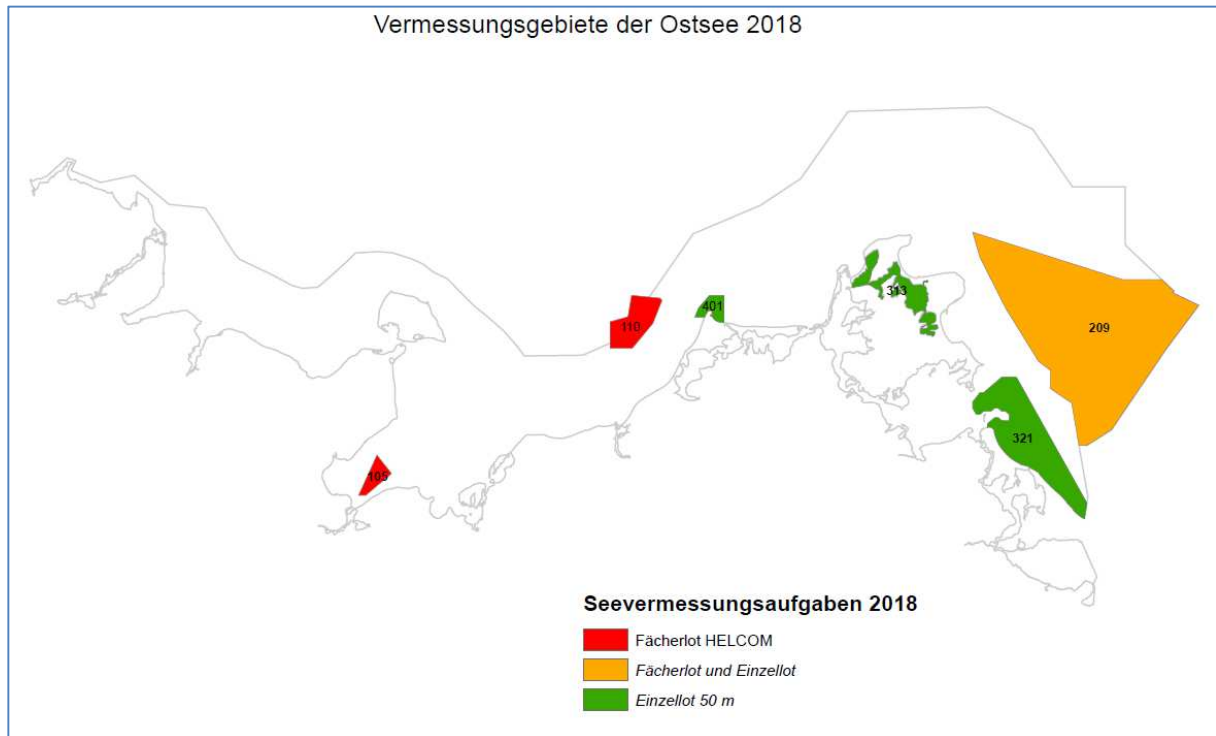 Vermessungsgebiete der Ostsee 2018
313
401
110
209
321
105
Seevermessungsaufgaben 2018
Fächerlot HELCOM
Fächerlot und Einzellot
Einzellot 50 m